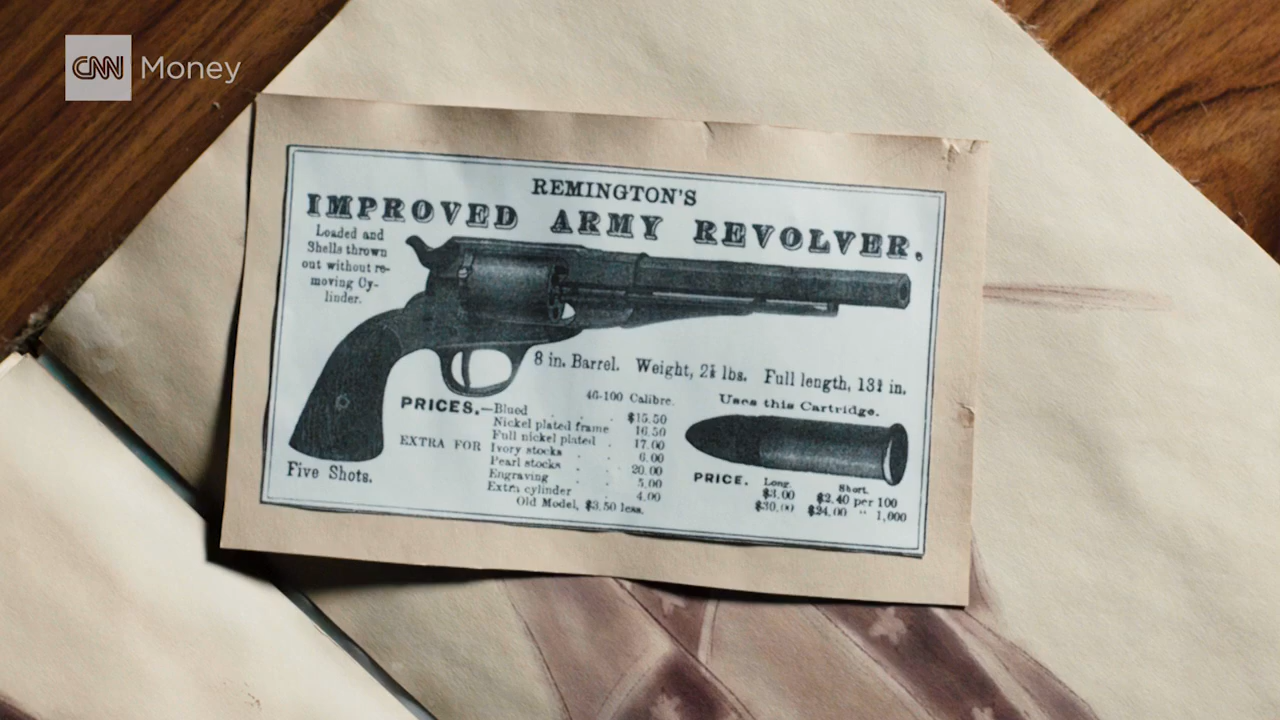 CNN Money
REMINGTON'S
IMPROVED ARMY REVOLVER.
Loaded and
Shells thrown
out without re-
moving Cy-
linder.
8 in. Barrel. Weight, lbs. Full length, in.
46-100 Calibre.
PRICES.—Blued $15.50
Nickel plated frame 16.50
Full nickel plated 17.00
EXTRA FOR Ivory stocks 6.00
Pearl stocks 20.00
Engraving 5.00
Extra cylinder 4.00
Old Model, $3.50 less.
Five Shots.
Uses this Cartridge.
PRICE. Long. Short.
$3.00 $2.40 per 100
$30.00 $24.00 " 1,000